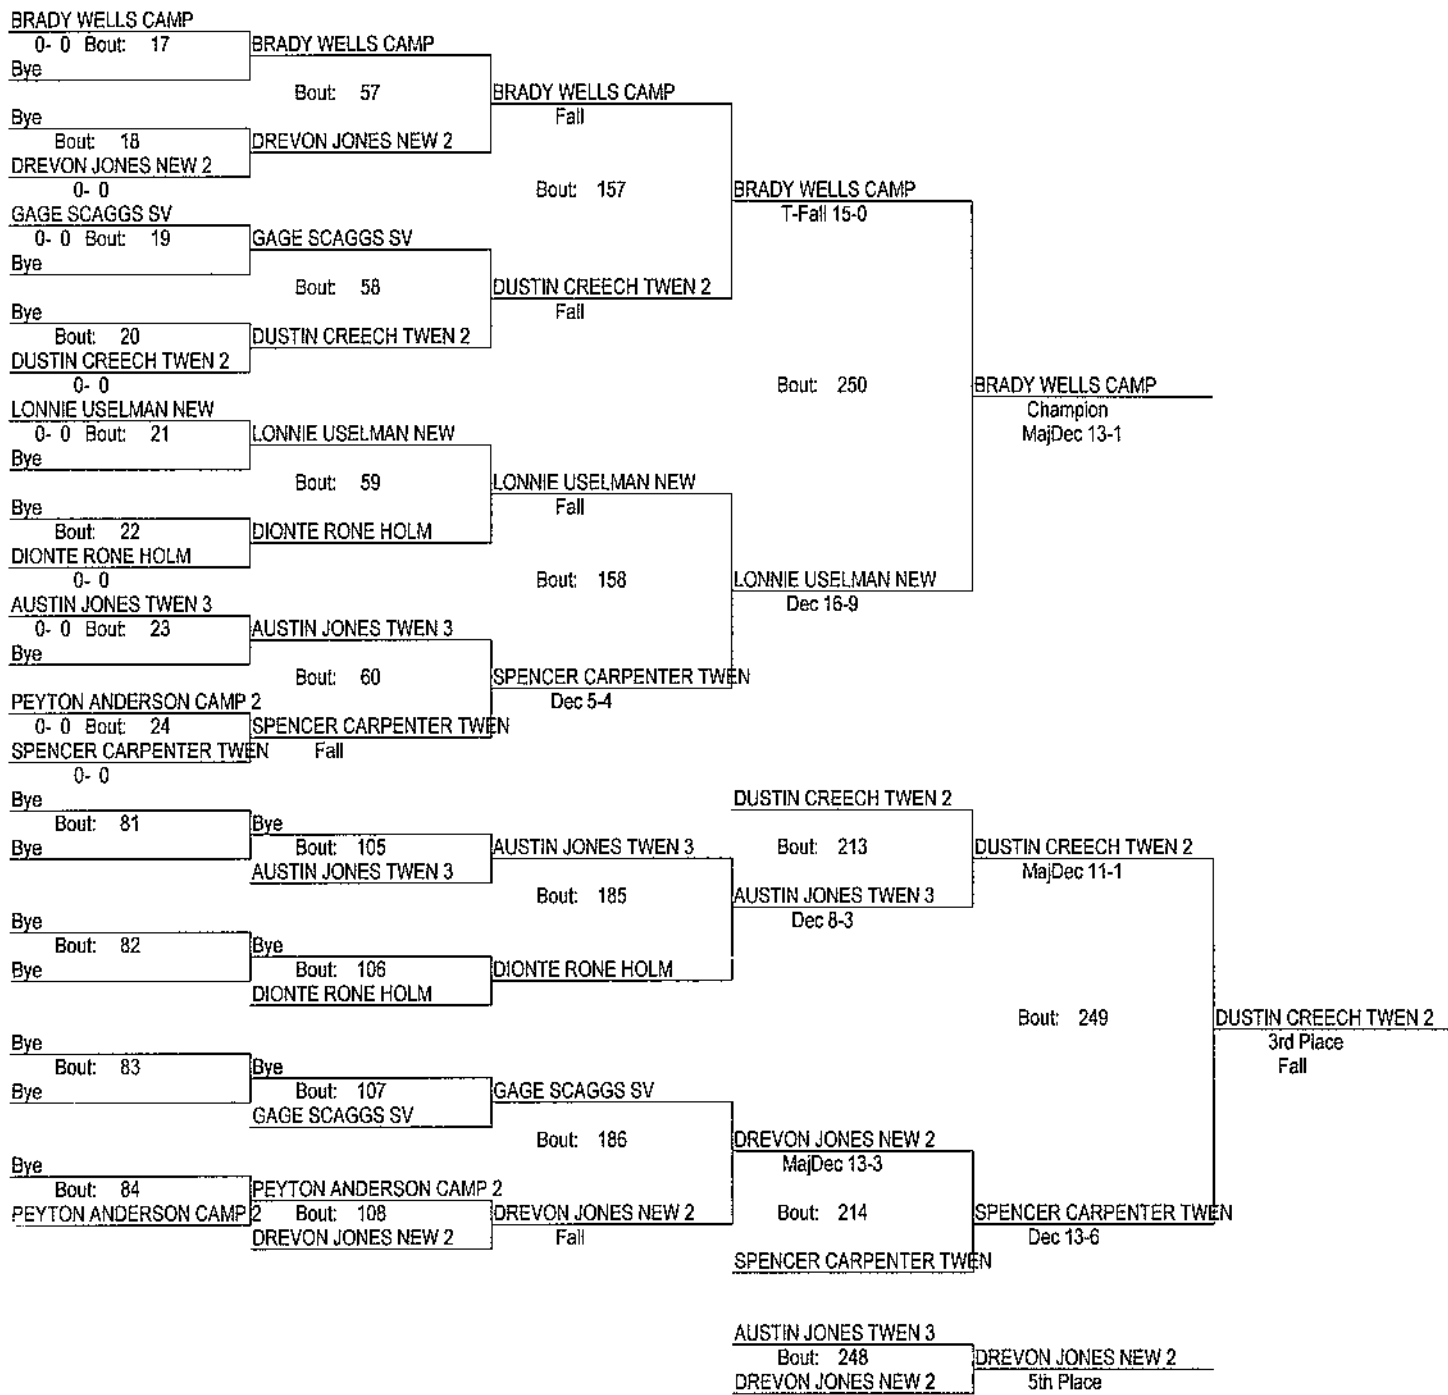 BRADY WELLS CAMP
0- 0 Bout: 17
BRADY WELLS CAMP
Bye
Bout: 57
BRADY WELLS CAMP
Fall
Bye
Bout: 18
DREVON JONES NEW 2
DREVON JONES NEW 2
0- 0
Bout: 157
BRADY WELLS CAMP
T-Fall 15-0
GAGE SCAGGS SV
0- 0 Bout: 19
GAGE SCAGGS SV
Bye
Bout: 58
DUSTIN CREECH TWEN 2
Fall
Bye
Bout: 20
DUSTIN CREECH TWEN 2
DUSTIN CREECH TWEN 2
0- 0
Bout: 250
BRADY WELLS CAMP
Champion
MajDec 13-1
LONNIE USELMAN NEW
0- 0 Bout: 21
LONNIE USELMAN NEW
Bye
Bout: 59
LONNIE USELMAN NEW
Fall
Bye
Bout: 22
DIONTE RONE HOLM
DIONTE RONE HOLM
0- 0
Bout: 158
LONNIE USELMAN NEW
Dec 16-9
AUSTIN JONES TWEN 3
0- 0 Bout: 23
AUSTIN JONES TWEN 3
Bye
Bout: 60
SPENCER CARPENTER TWEN
Dec 5-4
PEYTON ANDERSON CAMP 2
0- 0 Bout: 24
SPENCER CARPENTER TWEN
Fall
SPENCER CARPENTER TWEN
0- 0
Bye
Bout: 81
Bye
Bye
Bout: 105
AUSTIN JONES TWEN 3
AUSTIN JONES TWEN 3
DUSTIN CREECH TWEN 2
Bout: 213
DUSTIN CREECH TWEN 2
MajDec 11-1
Bout: 185
AUSTIN JONES TWEN 3
Dec 8-3
Bye
Bout: 82
Bye
Bye
Bout: 106
DIONTE RONE HOLM
DIONTE RONE HOLM
Bout: 249
DUSTIN CREECH TWEN 2
3rd Place
Fall
Bye
Bout: 83
Bye
Bye
Bout: 107
GAGE SCAGGS SV
GAGE SCAGGS SV
Bout: 186
DREVON JONES NEW 2
MajDec 13-3
Bye
Bout: 84
PEYTON ANDERSON CAMP 2
PEYTON ANDERSON CAMP 2
Bout: 108
DREVON JONES NEW 2
DREVON JONES NEW 2
Fall
Bout: 214
SPENCER CARPENTER TWEN
Dec 13-6
SPENCER CARPENTER TWEN
AUSTIN JONES TWEN 3
Bout: 248
DREVON JONES NEW 2
DREVON JONES NEW 2
5th Place